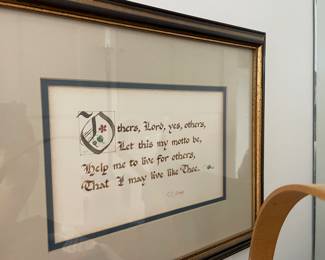 Others, Lord, yes, others,
Let this my motto be,
Help me to live for others,
That I may live like Thee.